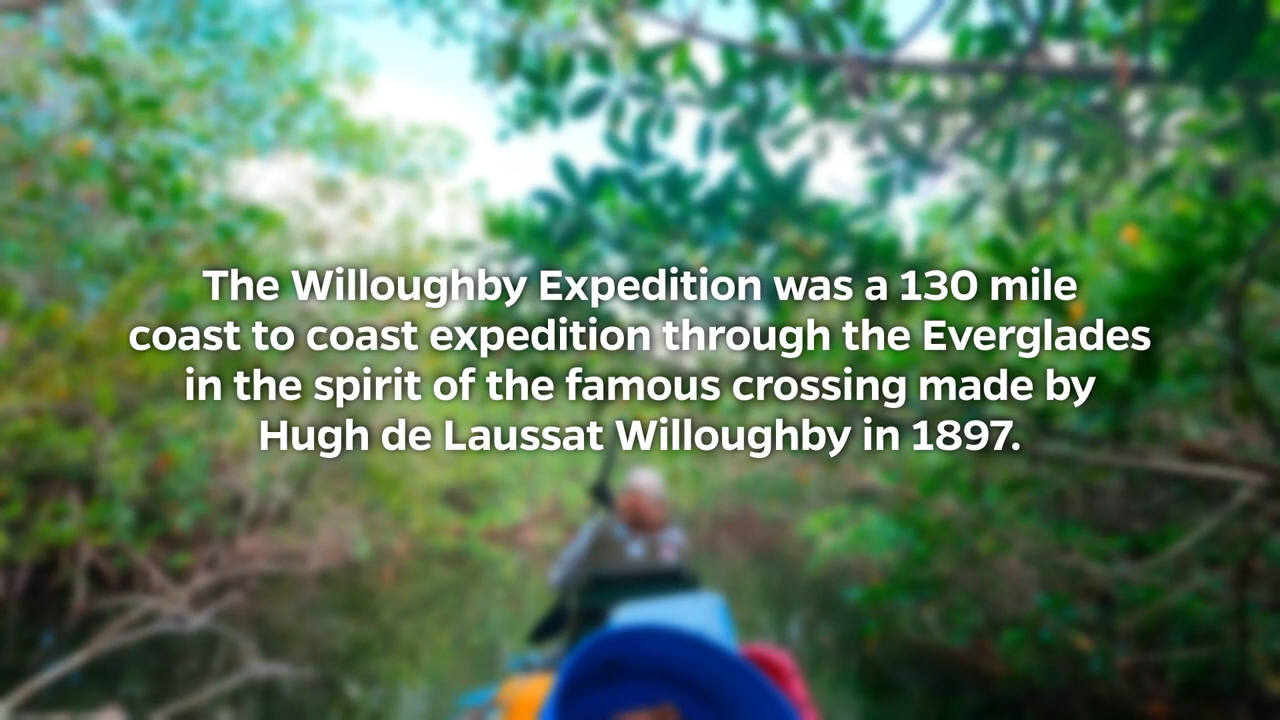 The Willoughby Expedition was a 130 mile
coast to coast expedition through the Everglades
in the spirit of the famous crossing made by
Hugh de Laussat Willoughby in 1897.